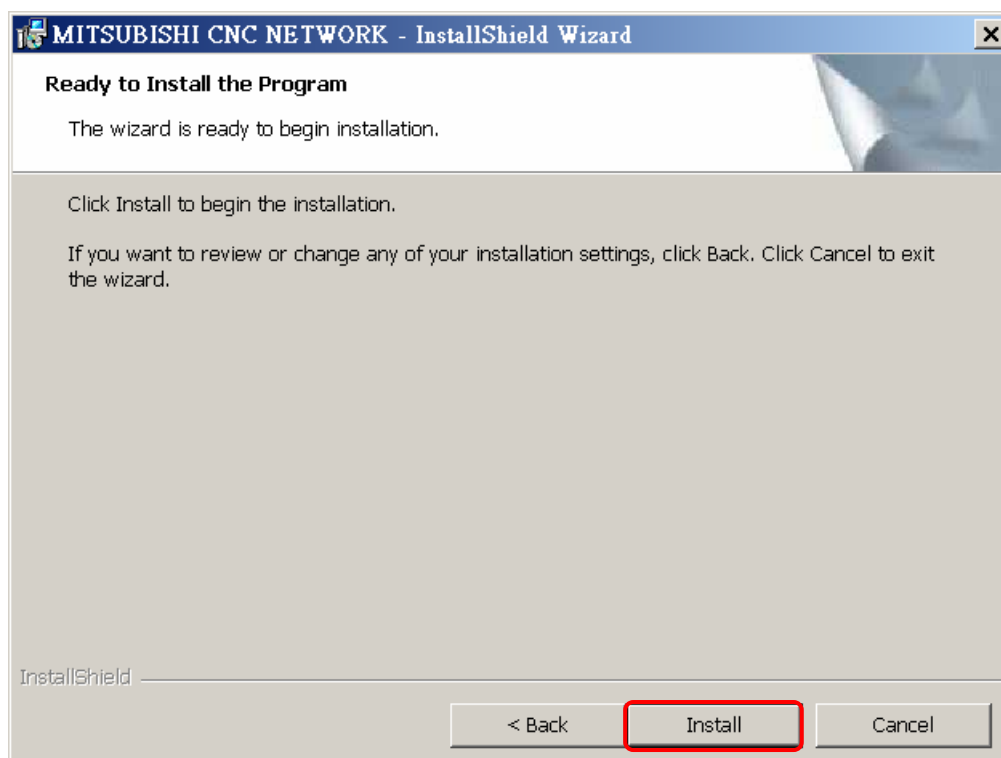 MITSUBISHI CNC NETWORK - InstallShield Wizard
Ready to Install the Program
The wizard is ready to begin installation.
Click Install to begin the installation.
If you want to review or change any of your installation settings, click Back. Click Cancel to exit
the wizard.
InstallShield
< Back
Install
Cancel